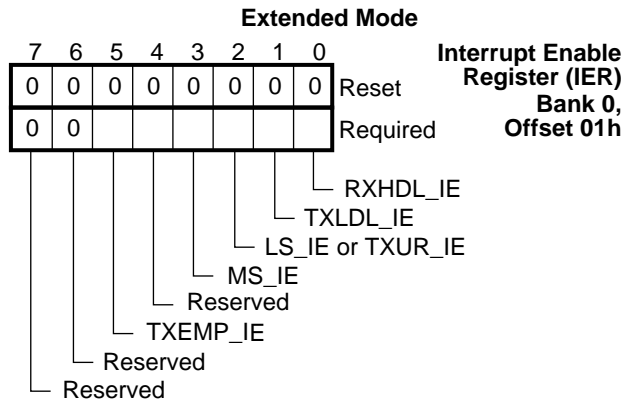 Extended Mode
7 6 5 4 3 2 1 0
Interrupt Enable
Register (IER)
Bank 0,
Offset 01h
0 0 0 0 0 0 0 0 Reset
0 0 Required
RXHDL_IE
TXLDL_IE
LS_IE or TXUR_IE
MS_IE
Reserved
TXEMP_IE
Reserved
Reserved